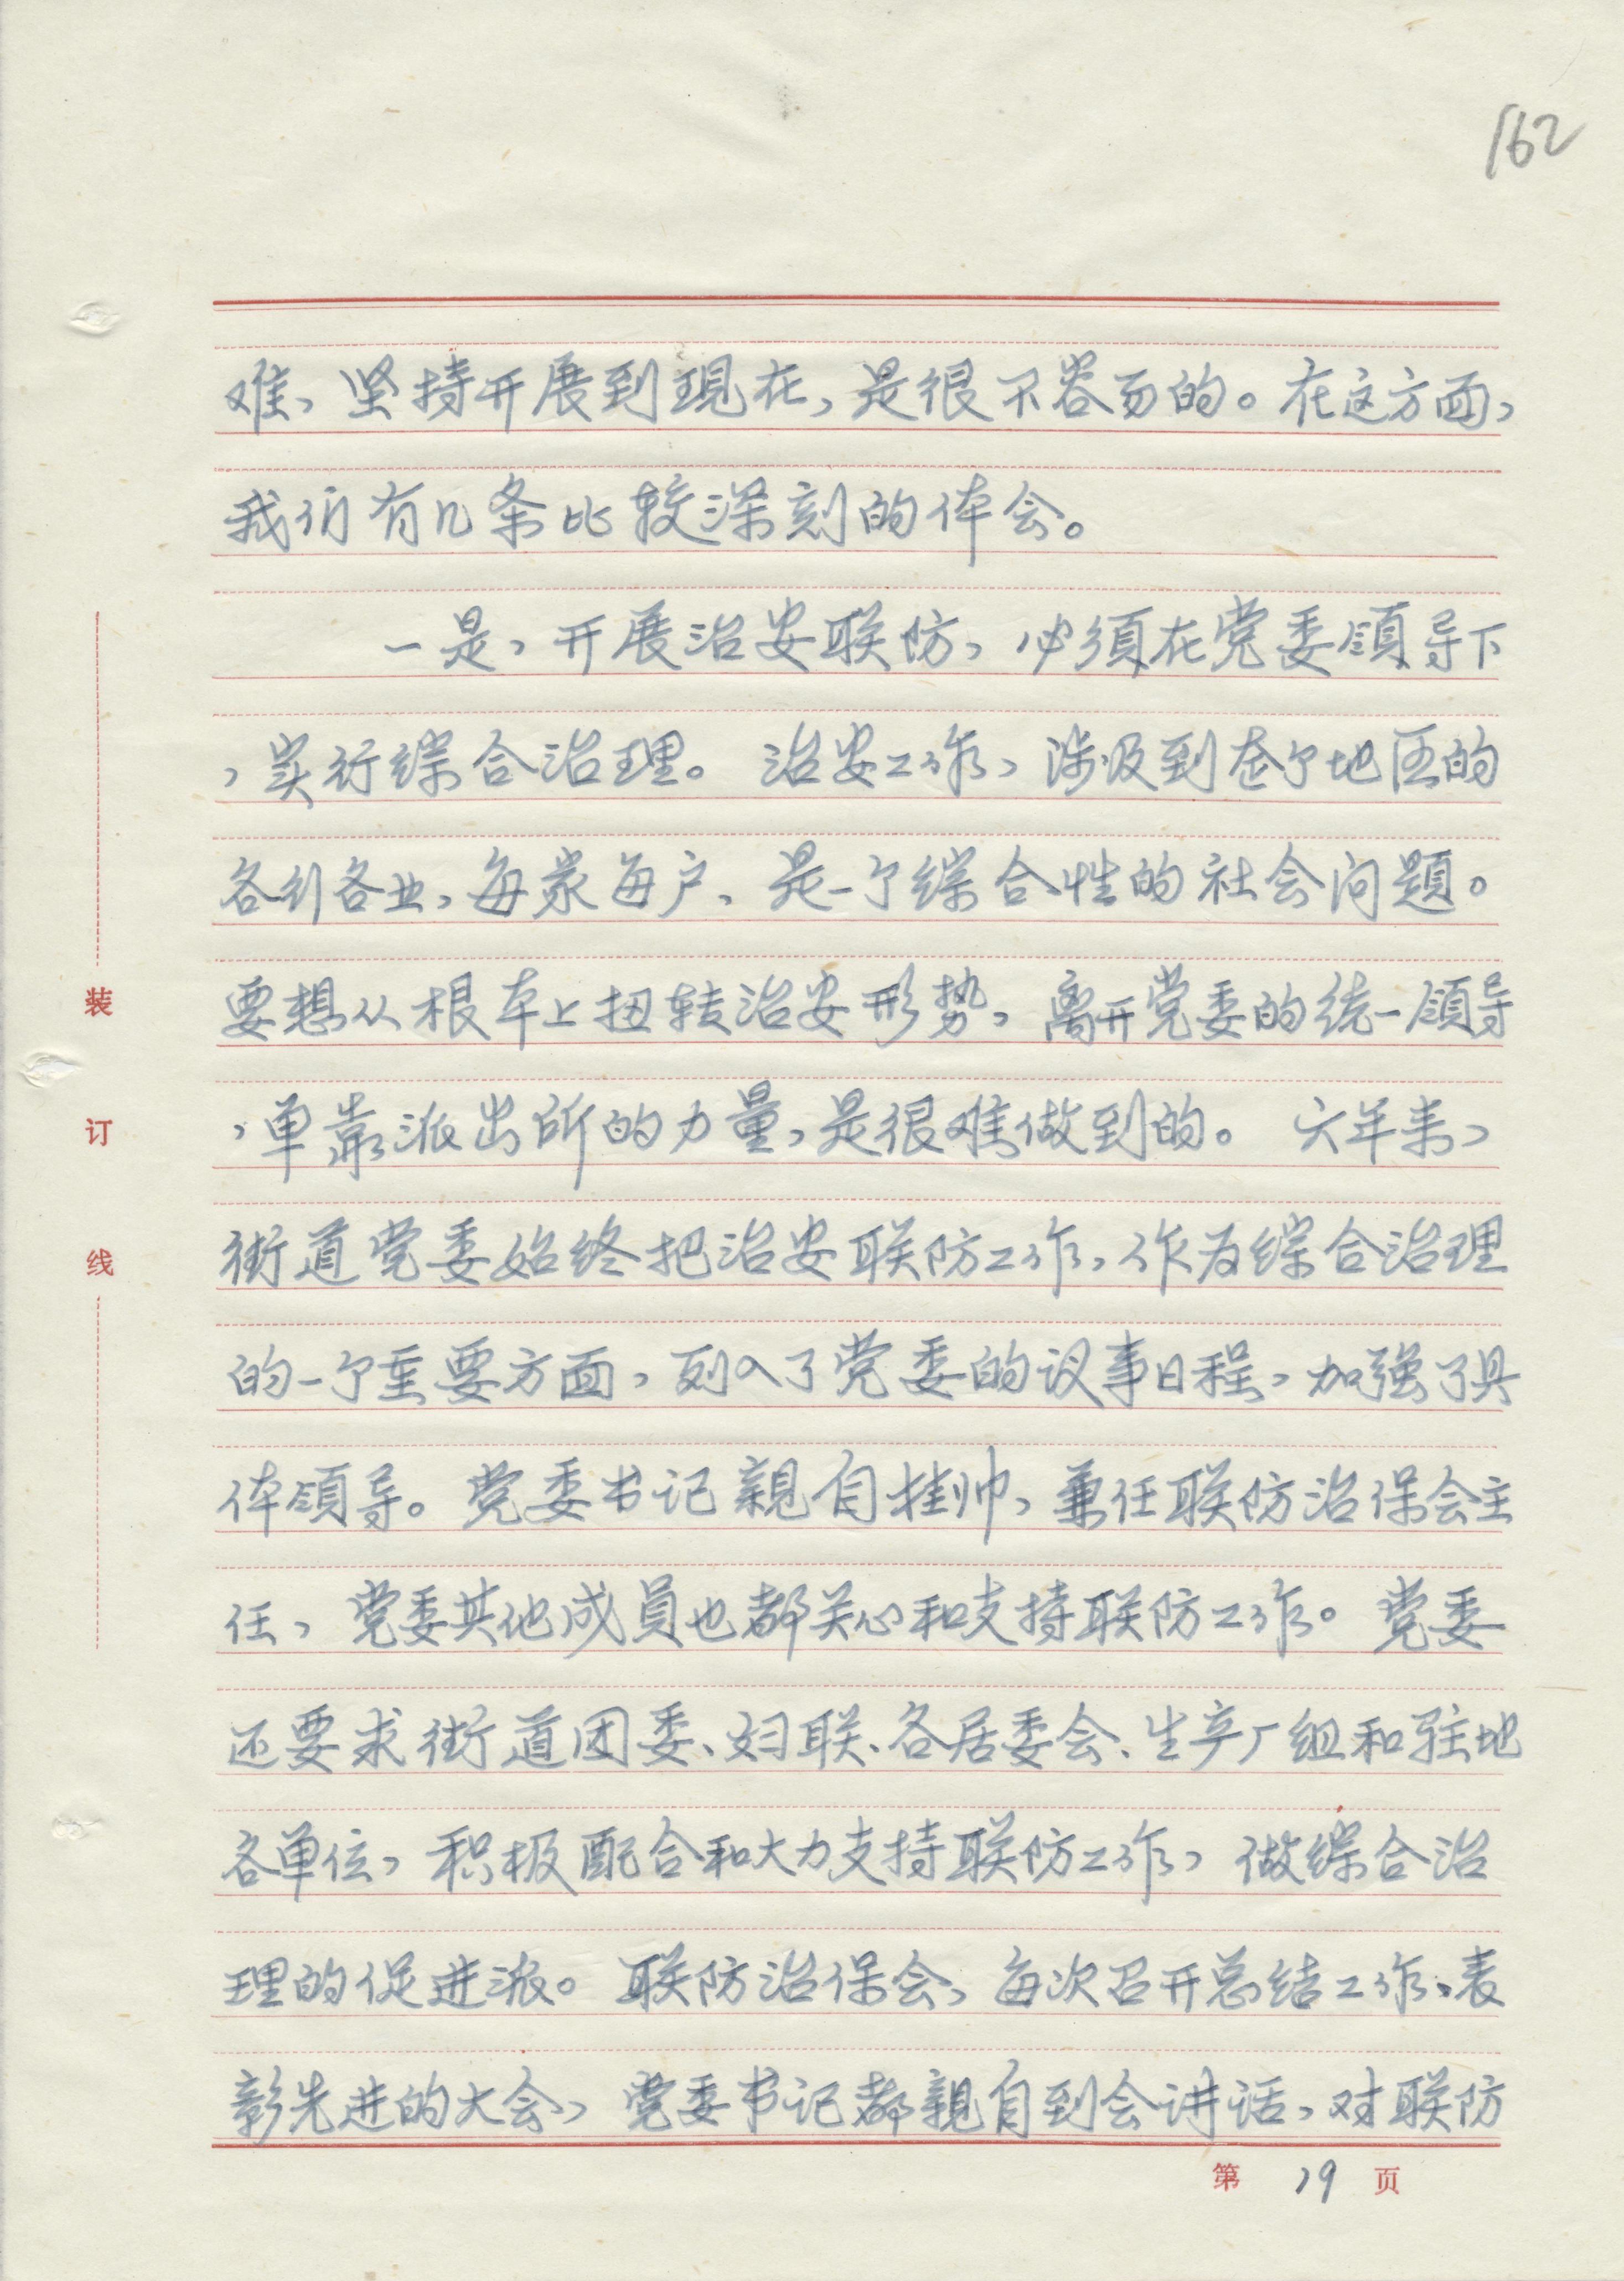 162
难，坚持开展到现在，是很不容易的。在这方面，
我们有几条比较深刻的体会。
一是，开展治安联防，必须在党委领导下
，实行综合治理。治安工作，涉及到整个地区的
各行各业，每家每户，是一个综合性的社会问题。
要想从根本上扭转治安形势，离开党委的统一领导
，单靠派出所的力量，是很难做到的。六年来，
街道党委始终把治安联防工作，作为综合治理
的一个重要方面，列入了党委的议事日程，加强了具
体领导。党委书记亲自挂帅，兼任联防治保会主
任，党委其他成员也都关心和支持联防工作。党委
还要求街道团委、妇联、各居委会、生产厂组和驻地
各单位，积极配合和大力支持联防工作，做综合治
理的促进派。联防治保会，每次召开总结工作、表
彰先进的大会，党委书记都亲自到会讲话，对联防
装
订
线
第 19 页